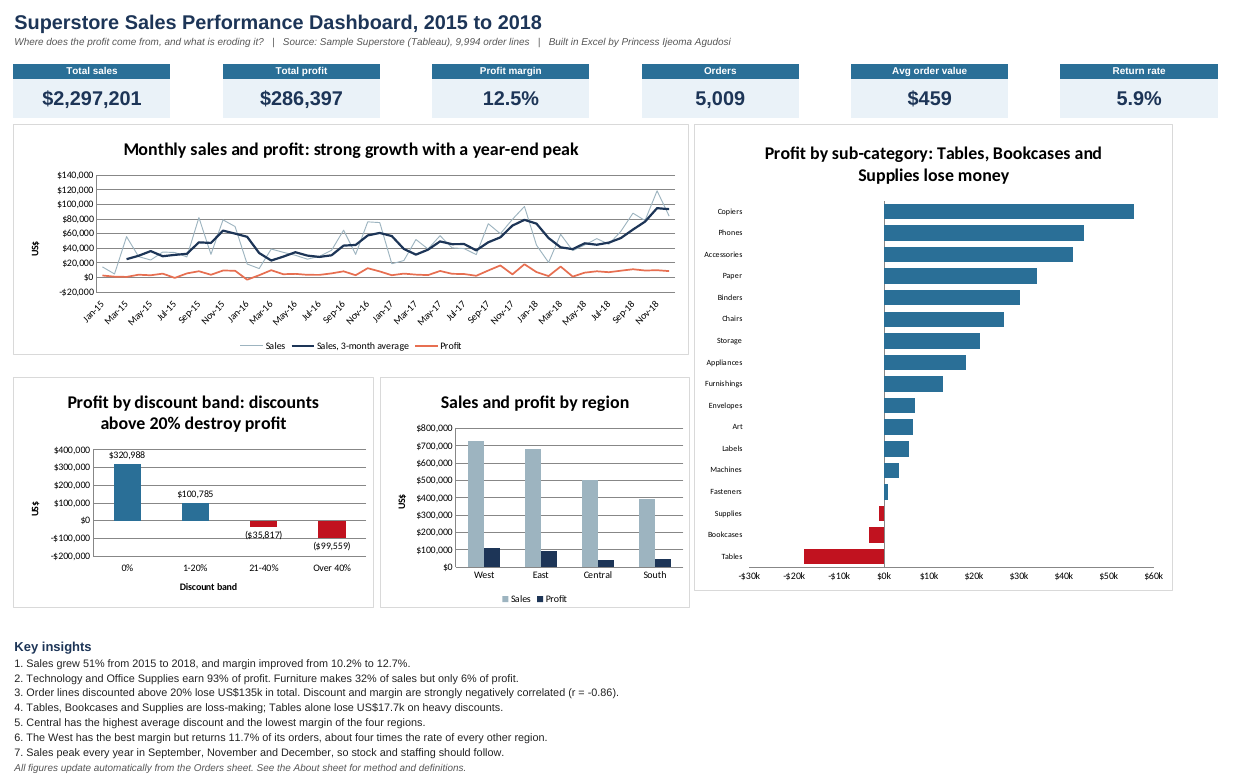 Superstore Sales Performance Dashboard, 2015 to 2018
Where does the profit come from, and what is eroding it?   |   Source: Sample Superstore (Tableau), 9,994 order lines   |   Built in Excel by Princess Ijeoma Agudosi
Total sales
$2,297,201
Total profit
$286,397
Profit margin
12.5%
Orders
5,009
Avg order value
$459
Return rate
5.9%
Monthly sales and profit: strong growth with a year-end peak
US$
$140,000
$120,000
$100,000
$80,000
$60,000
$40,000
$20,000
$0
-$20,000
Jan-15
Mar-15
May-15
Jul-15
Sep-15
Nov-15
Jan-16
Mar-16
May-16
Jul-16
Sep-16
Nov-16
Jan-17
Mar-17
May-17
Jul-17
Sep-17
Nov-17
Jan-18
Mar-18
May-18
Jul-18
Sep-18
Nov-18
Sales
Sales, 3-month average
Profit
Profit by sub-category: Tables, Bookcases and
Supplies lose money
Copiers
Phones
Accessories
Paper
Binders
Chairs
Storage
Appliances
Furnishings
Envelopes
Art
Labels
Machines
Fasteners
Supplies
Bookcases
Tables
-$30k
-$20k
-$10k
$0k
$10k
$20k
$30k
$40k
$50k
$60k
Profit by discount band: discounts
above 20% destroy profit
US$
$400,000
$300,000
$200,000
$100,000
$0
-$100,000
-$200,000
$320,988
$100,785
($35,817)
($99,559)
0%
1-20%
21-40%
Over 40%
Discount band
Sales and profit by region
US$
$800,000
$700,000
$600,000
$500,000
$400,000
$300,000
$200,000
$100,000
$0
West
East
Central
South
Sales
Profit
Key insights
1. Sales grew 51% from 2015 to 2018, and margin improved from 10.2% to 12.7%.
2. Technology and Office Supplies earn 93% of profit. Furniture makes 32% of sales but only 6% of profit.
3. Order lines discounted above 20% lose US$135k in total. Discount and margin are strongly negatively correlated (r = -0.86).
4. Tables, Bookcases and Supplies are loss-making; Tables alone lose US$17.7k on heavy discounts.
5. Central has the highest average discount and the lowest margin of the four regions.
6. The West has the best margin but returns 11.7% of its orders, about four times the rate of every other region.
7. Sales peak every year in September, November and December, so stock and staffing should follow.
All figures update automatically from the Orders sheet. See the About sheet for method and definitions.